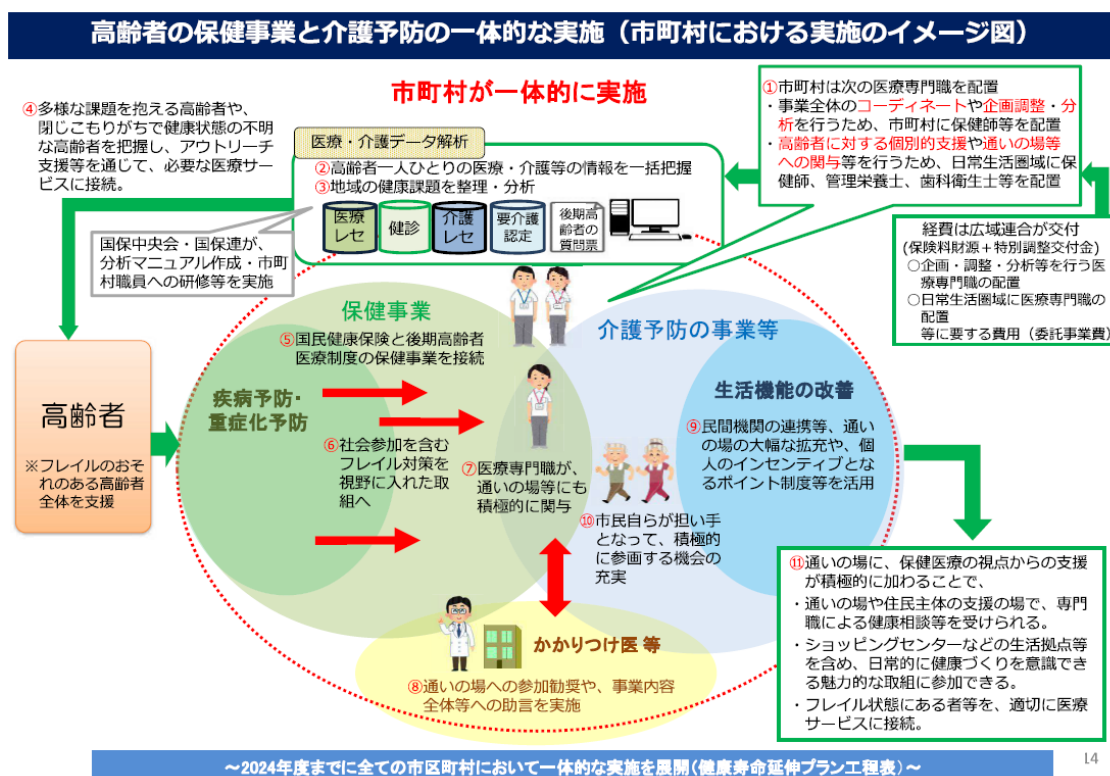 高齢者の保健事業と介護予防の一体的な実施（市町村における実施のイメージ図）
市町村が一体的に実施
④多様な課題を抱える高齢者や、
閉じこもりがちで健康状態の不明
な高齢者を把握し、アウトリーチ
支援等を通じて、必要な医療サー
ビスに接続。
医療・介護データ解析
②高齢者一人ひとりの医療・介護等の情報を一括把握
③地域の健康課題を整理・分析
医療
レセ
健診
介護
レセ
要介護
認定
後期高
齢者の
質問票
①市町村は次の医療専門職を配置
・事業全体のコーディネートや企画調整・分
析を行うため、市町村に保健師等を配置
・高齢者に対する個別的支援や通いの場等
への関与等を行うため、日常生活圏域に保
健師、管理栄養士、歯科衛生士等を配置
経費は広域連合が交付
(保険料財源＋特別調整交付金)
○企画・調整・分析等を行う医
療専門職の配置
○日常生活圏域に医療専門職の
配置
等に要する費用（委託事業費）
国保中央会・国保連が、
分析マニュアル作成・市町
村職員への研修等を実施
高齢者
※フレイルのおそ
れのある高齢者
全体を支援
保健事業
⑤国民健康保険と後期高齢者
医療制度の保健事業を接続
疾病予防・
重症化予防
⑥社会参加を含む
フレイル対策を
視野に入れた取
組へ
⑦医療専門職が、
通いの場等にも
積極的に関与
介護予防の事業等
生活機能の改善
⑨民間機関の連携等、通い
の場の大幅な拡充や、個
人のインセンティブとな
るポイント制度等を活用
⑩市民自らが担い手
となって、積極的
に参画する機会の
充実
かかりつけ医 等
⑧通いの場への参加勧奨や、事業内容
全体等への助言を実施
⑪通いの場に、保健医療の視点からの支援
が積極的に加わることで、
・通いの場や住民主体の支援の場で、専門
職による健康相談等を受けられる。
・ショッピングセンターなどの生活拠点等
を含め、日常的に健康づくりを意識でき
る魅力的な取組に参加できる。
・フレイル状態にある者等を、適切に医療
サービスに接続。
～2024年度までに全ての市区町村において一体的な実施を展開(健康寿命延伸プラン工程表)～
14